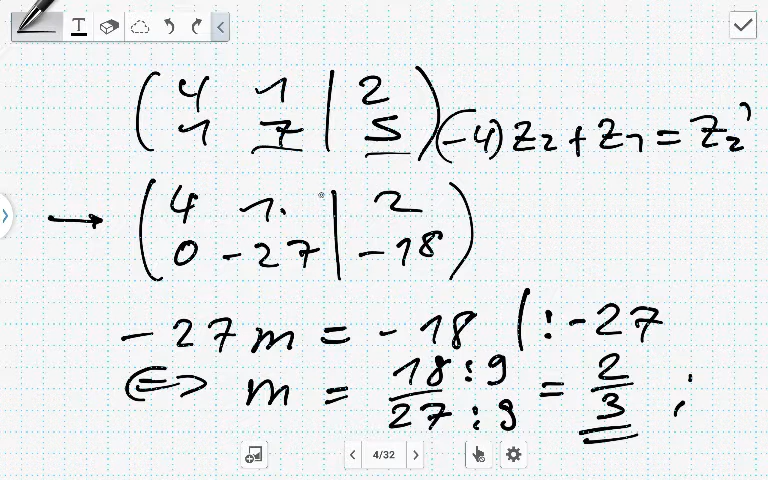 T
( 4 1 | 2
1 7 | 5 ) (-4)Z₂ + Z₁ = Z₂'
→ ( 4 1 | 2
0 -27 | -18 )
-27m = -18 | : -27
⇔ m = 18:9 / 27:9 = 2/3 ;
4/32